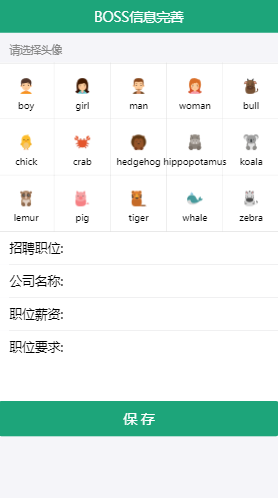 BOSS信息完善
请选择头像
boy girl man woman bull
chick crab hedgehog hippopotamus koala
lemur pig tiger whale zebra
招聘职位:
公司名称:
职位薪资:
职位要求:
保 存